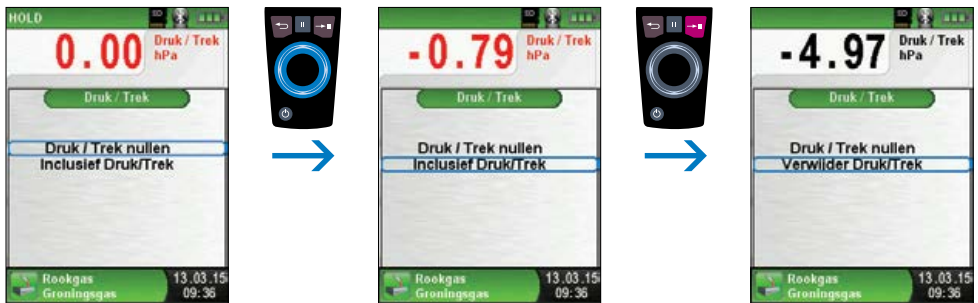 HOLD
SD
0.00 Druk / Trek
hPa
Druk / Trek
Druk / Trek nullen
Inclusief Druk/Trek
Rookgas 13.03.15
Groningsgas 09:36
SD
-0.79 Druk / Trek
hPa
Druk / Trek
Druk / Trek nullen
Inclusief Druk/Trek
Rookgas 13.03.15
Groningsgas 09:36
SD
-4.97 Druk / Trek
hPa
Druk / Trek
Druk / Trek nullen
Verwijder Druk/Trek
Rookgas 13.03.15
Groningsgas 09:36